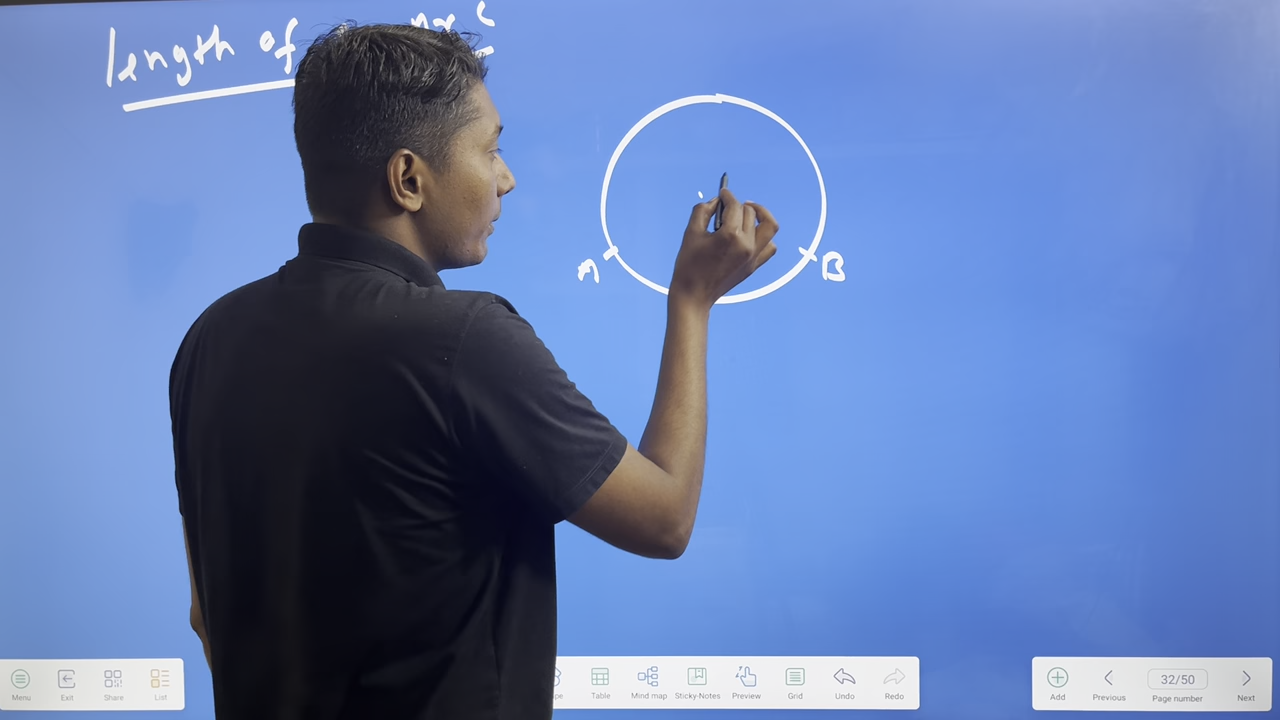 length of
A
B
Menu
Exit
Share
List
Table
Mind map
Sticky-Notes
Preview
Grid
Undo
Redo
Add
Previous
32/50
Page number
Next